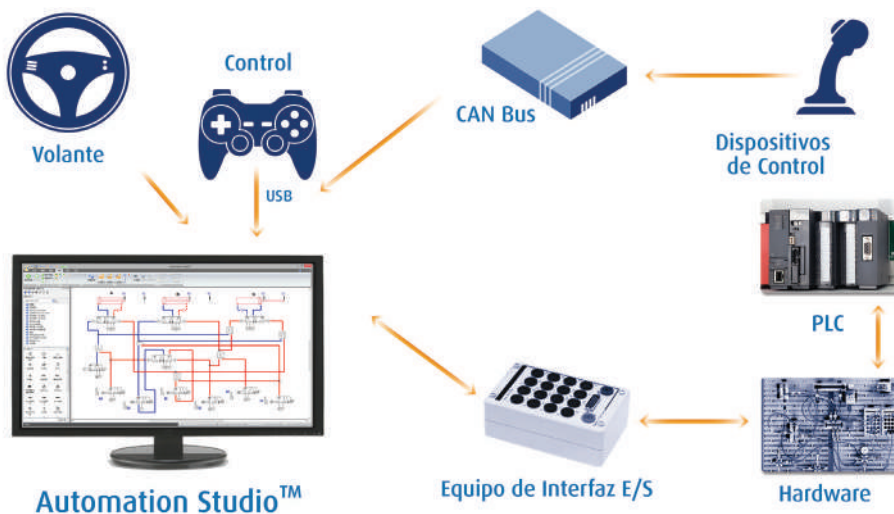 Control
Volante
USB
CAN Bus
Dispositivos
de Control
PLC
Automation Studio™
Equipo de Interfaz E/S
Hardware